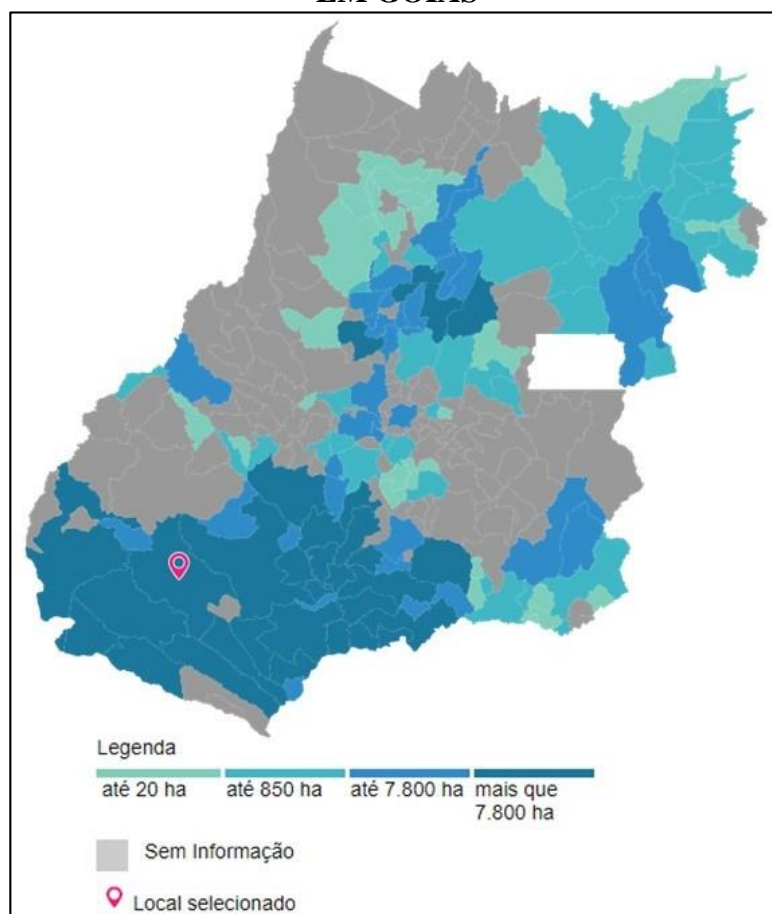 EM GOIÁS
Legenda
até 20 ha
até 850 ha
até 7.800 ha
mais que
7.800 ha
Sem Informação
Local selecionado